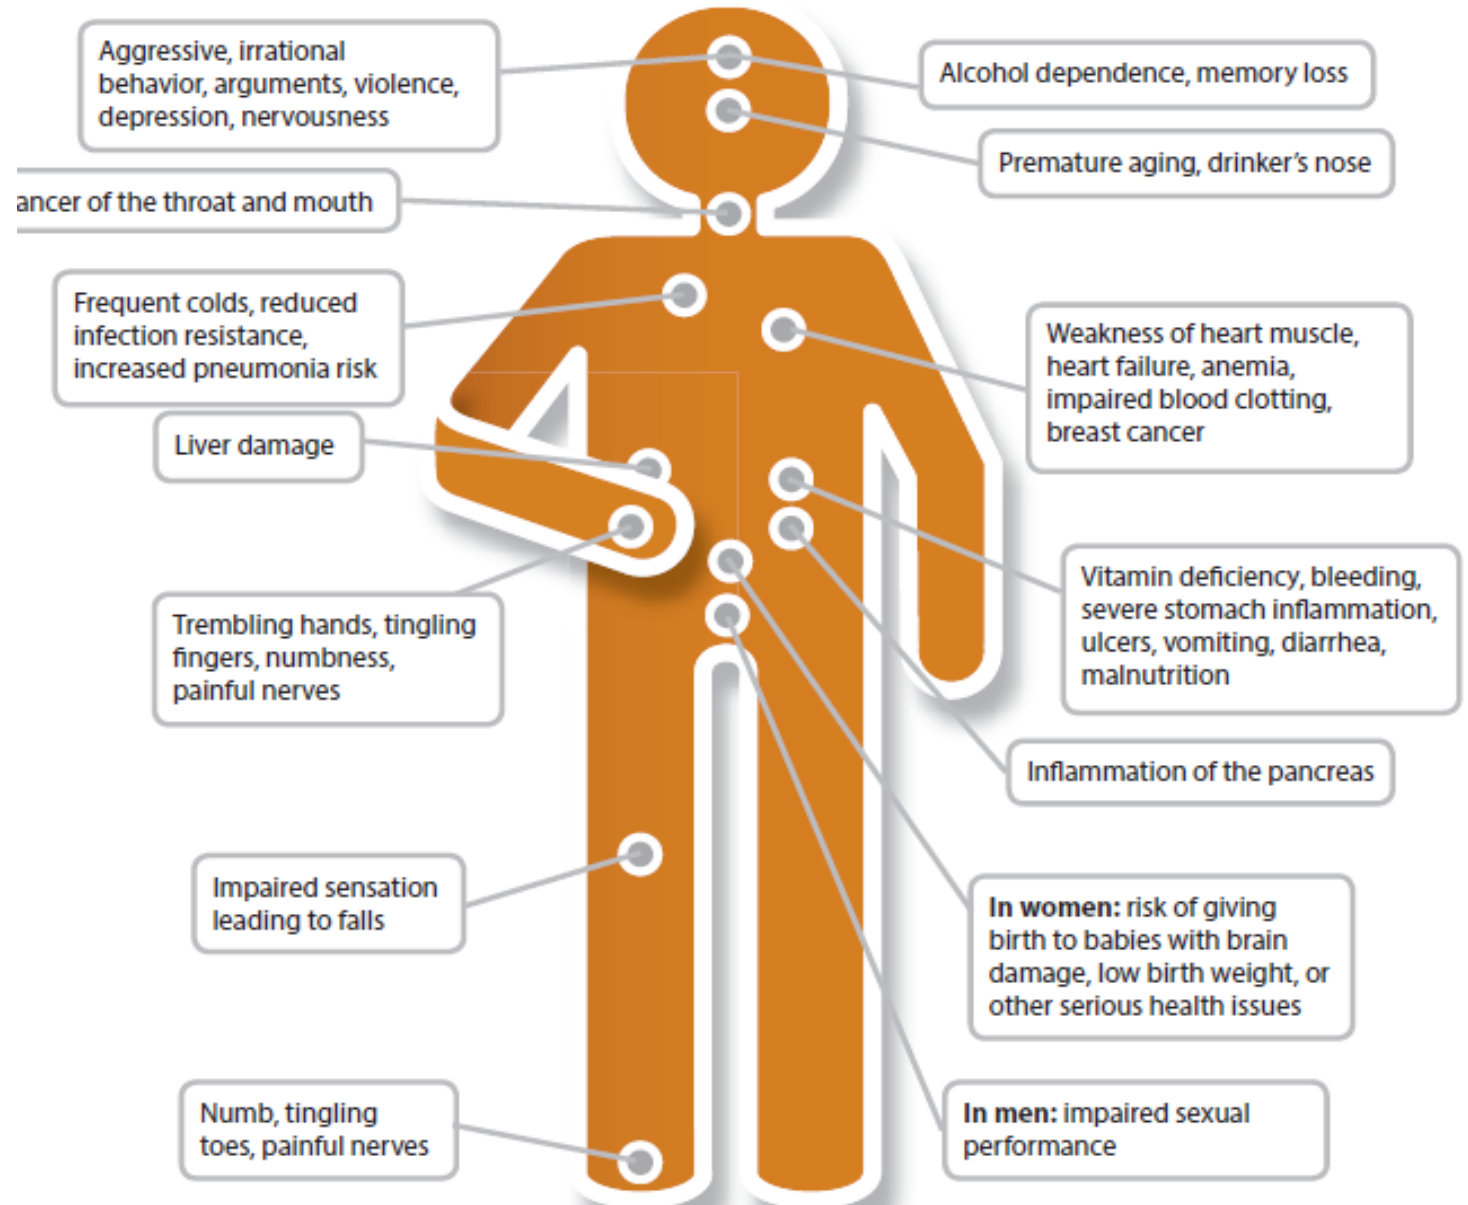 Aggressive, irrational
behavior, arguments, violence,
depression, nervousness
Alcohol dependence, memory loss
Premature aging, drinker's nose
ancer of the throat and mouth
Frequent colds, reduced
infection resistance,
increased pneumonia risk
Weakness of heart muscle,
heart failure, anemia,
impaired blood clotting,
breast cancer
Liver damage
Vitamin deficiency, bleeding,
severe stomach inflammation,
ulcers, vomiting, diarrhea,
malnutrition
Trembling hands, tingling
fingers, numbness,
painful nerves
Inflammation of the pancreas
Impaired sensation
leading to falls
In women: risk of giving
birth to babies with brain
damage, low birth weight, or
other serious health issues
Numb, tingling
toes, painful nerves
In men: impaired sexual
performance